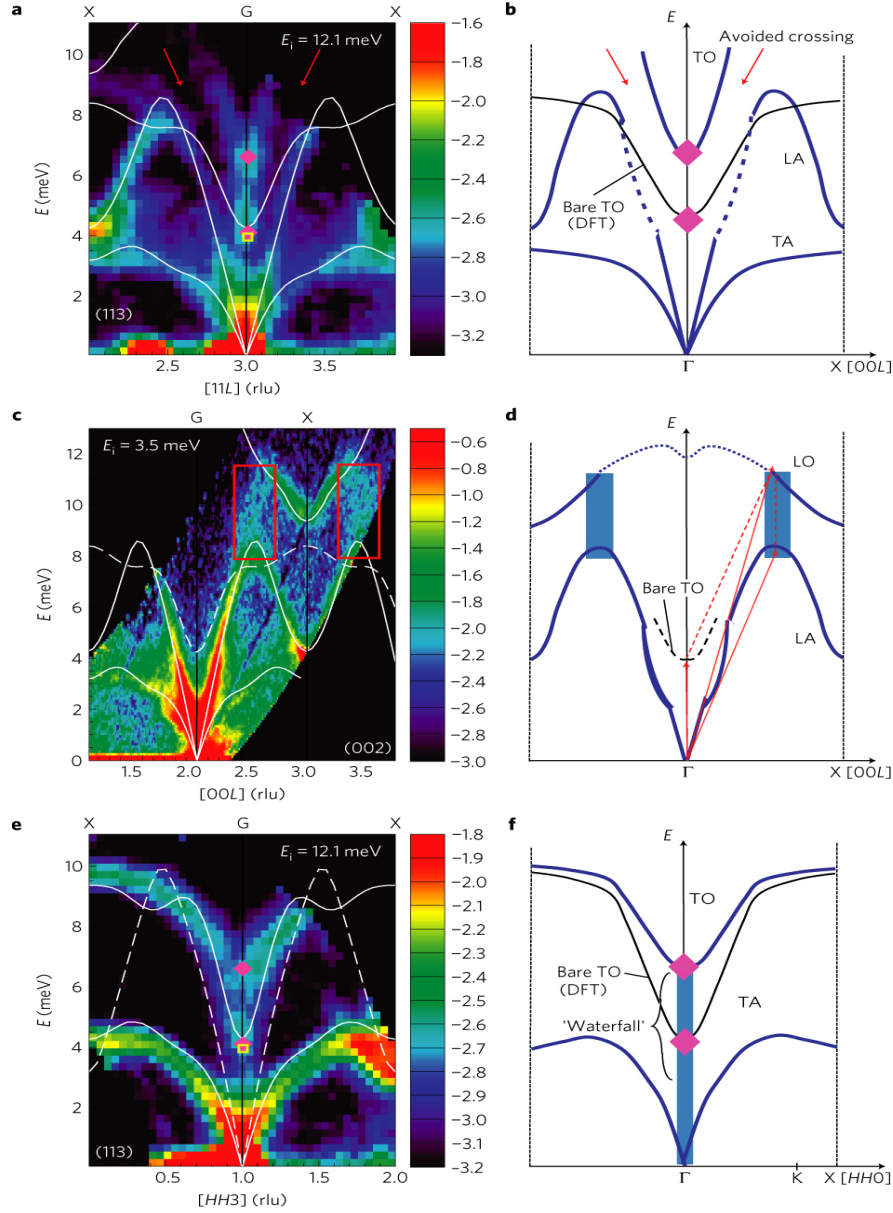 a
X G X
E_i = 12.1 meV
(113)
E (meV)
10
8
6
4
2
2.5 3.0 3.5
[11L] (rlu)
−1.6
−1.8
−2.0
−2.2
−2.4
−2.6
−2.8
−3.0
−3.2
b
E
TO
Avoided crossing
Bare TO
(DFT)
LA
TA
Γ X [00L]
c
G X
E_i = 3.5 meV
(002)
E (meV)
12
10
8
6
4
2
0
1.5 2.0 2.5 3.0 3.5
[00L] (rlu)
−0.6
−0.8
−1.0
−1.2
−1.4
−1.6
−1.8
−2.0
−2.2
−2.4
−2.6
−2.8
−3.0
d
E
LO
Bare TO
LA
Γ X [00L]
e
X G X
E_i = 12.1 meV
(113)
E (meV)
10
8
6
4
2
0.5 1.0 1.5 2.0
[HH3] (rlu)
−1.8
−1.9
−2.0
−2.1
−2.2
−2.3
−2.4
−2.5
−2.6
−2.7
−2.8
−2.9
−3.0
−3.1
−3.2
f
E
TO
Bare TO
(DFT)
'Waterfall'
TA
Γ K X [HH0]